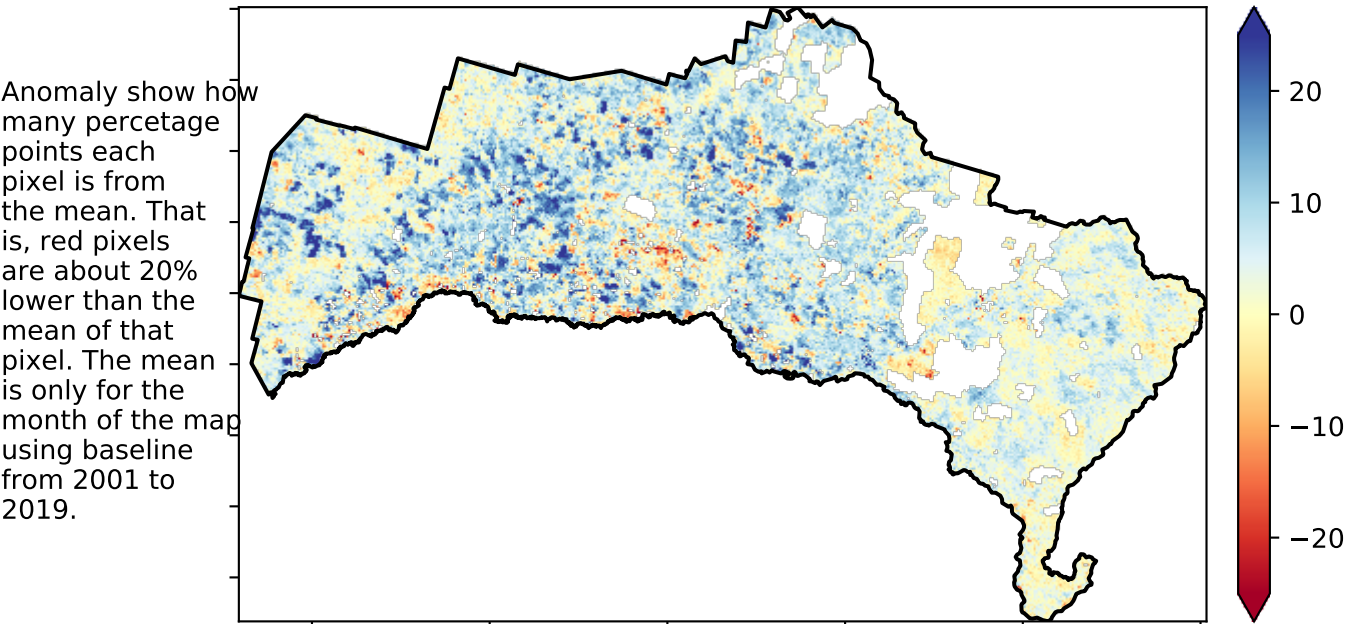 Anomaly show how
many percetage
points each
pixel is from
the mean. That
is, red pixels
are about 20%
lower than the
mean of that
pixel. The mean
is only for the
month of the map
using baseline
from 2001 to
2019.
20
10
0
−10
−20